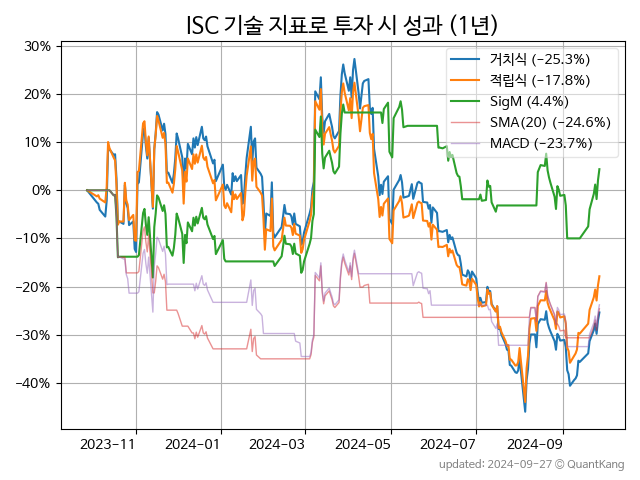 ISC 기술 지표로 투자 시 성과 (1년)
30%
20%
10%
0%
−10%
−20%
−30%
−40%
거치식 (−25.3%)
적립식 (−17.8%)
SigM (4.4%)
SMA(20) (−24.6%)
MACD (−23.7%)
2023-11
2024-01
2024-03
2024-05
2024-07
2024-09
updated: 2024-09-27 © QuantKang